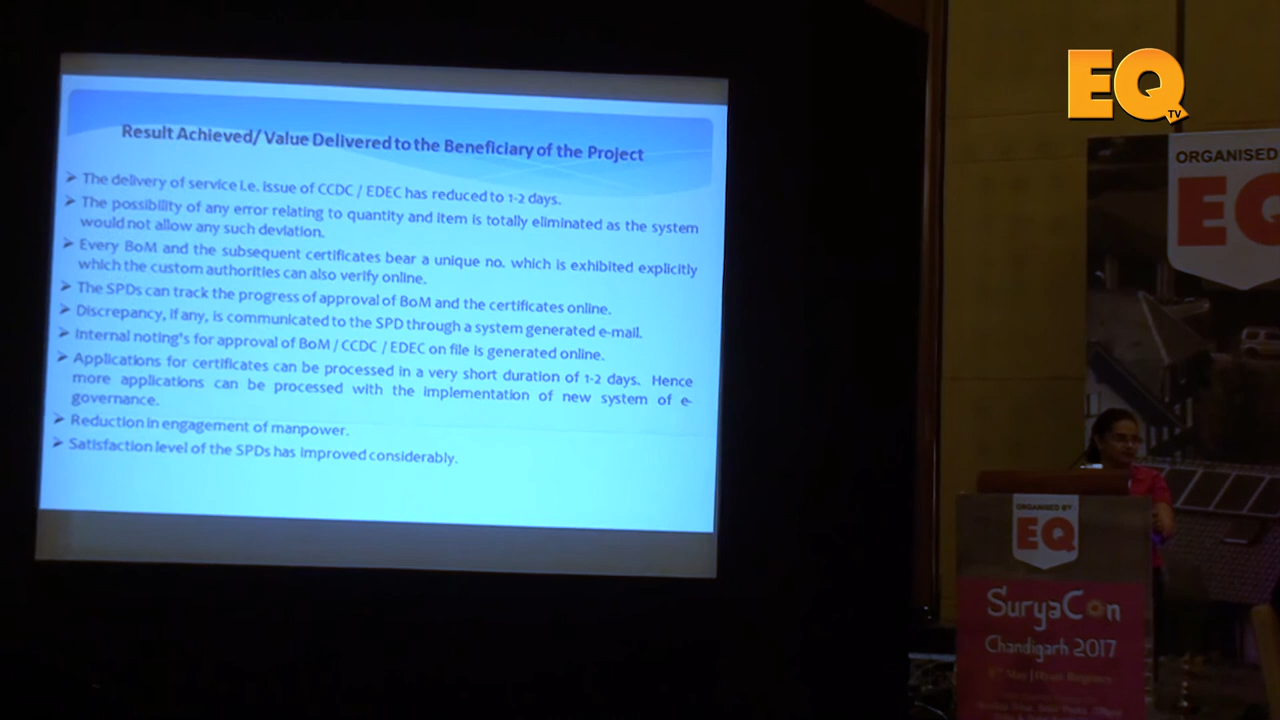 EQ
TV
Result Achieved/ Value Delivered to the Beneficiary of the Project
➤ The delivery of service i.e. issue of CCDC / EDEC has reduced to 1-2 days.
➤ The possibility of any error relating to quantity and item is totally eliminated as the system
would not allow any such deviation.
➤ Every BoM and the subsequent certificates bear a unique no. which is exhibited explicitly
which the custom authorities can also verify online.
➤ The SPDs can track the progress of approval of BoM and the certificates online.
➤ Discrepancy, if any, is communicated to the SPD through a system generated e-mail.
➤ Internal noting's for approval of BoM / CCDC / EDEC on file is generated online.
➤ Applications for certificates can be processed in a very short duration of 1-2 days. Hence
more applications can be processed with the implementation of new system of e-
governance.
➤ Reduction in engagement of manpower.
➤ Satisfaction level of the SPDs has improved considerably.
ORGANISED
EQ
ORGANISED BY
EQ
SuryaCon
Chandigarh 2017
May | Hyatt Regency